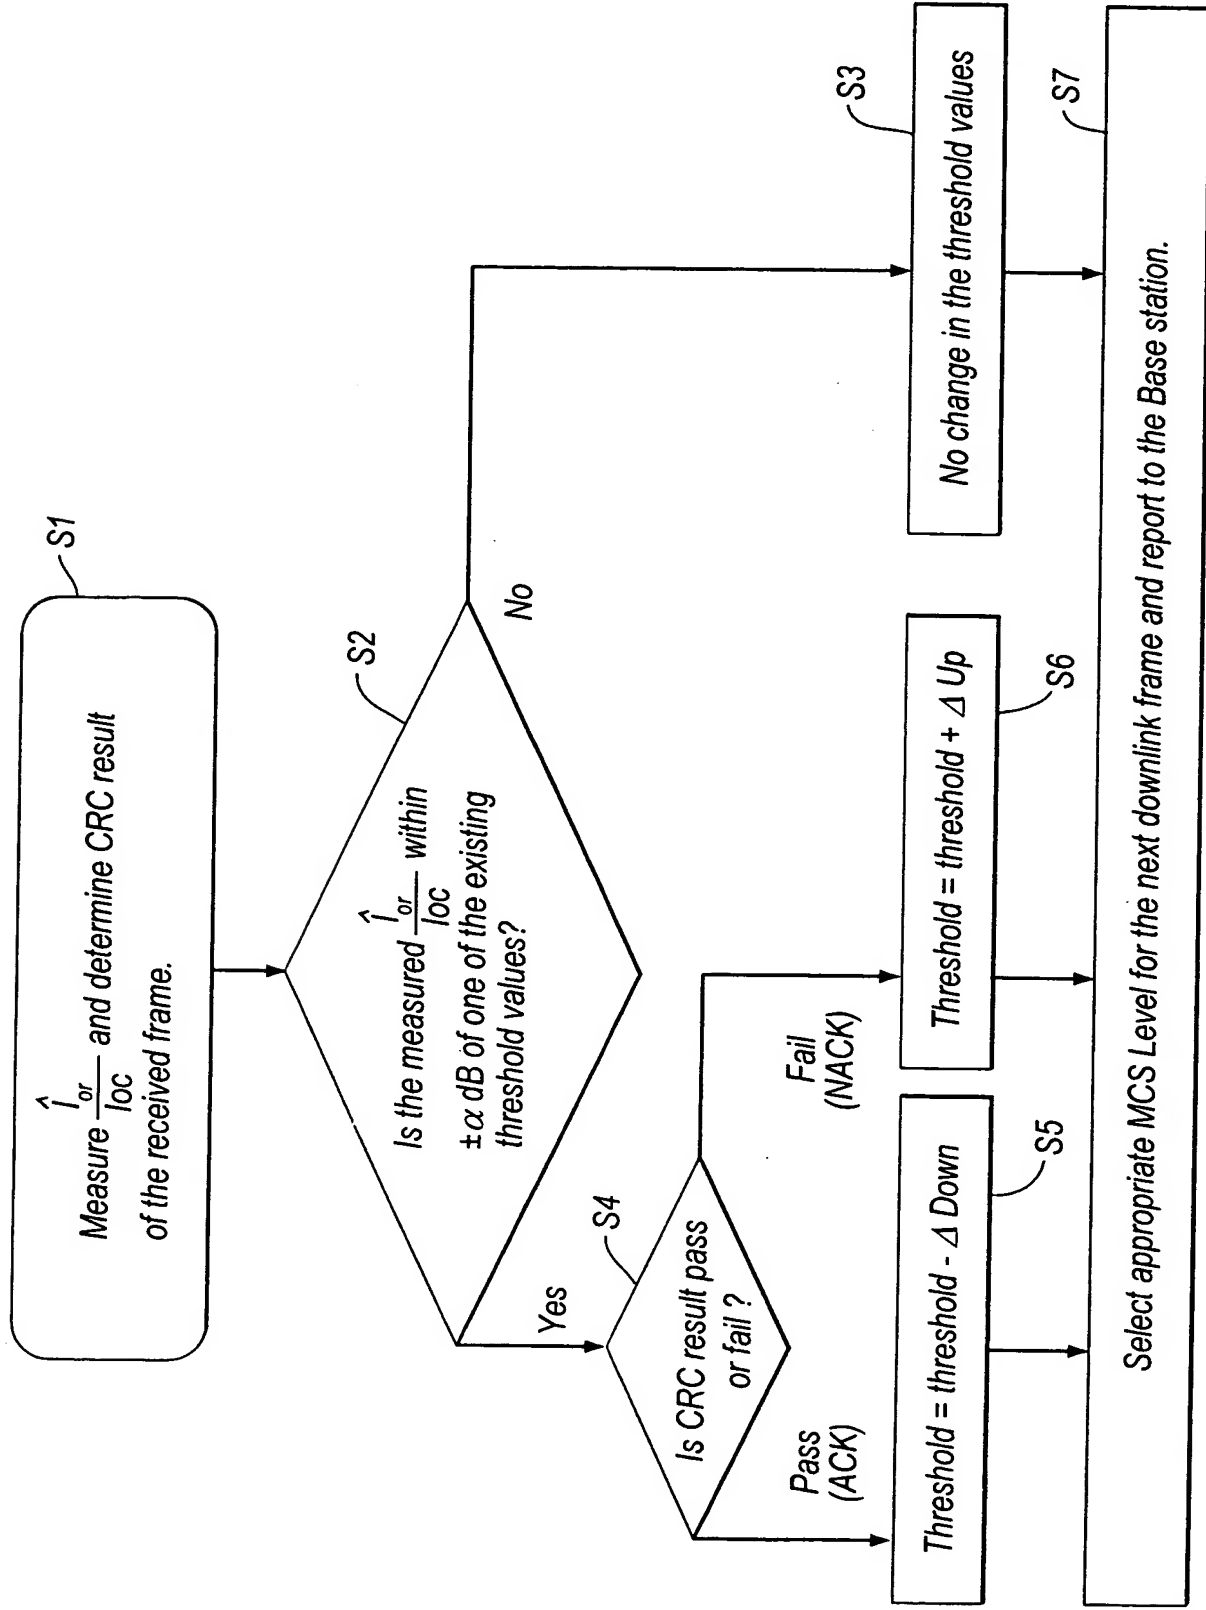 S1
Measure Îor/Ioc and determine CRC result
of the received frame.
S2
Is the measured Îor/Ioc within
±α dB of one of the existing
threshold values?
No
Yes
S4
Is CRC result pass
or fail ?
Pass
(ACK)
Fail
(NACK)
Threshold = threshold - Δ Down
S5
Threshold = threshold + Δ Up
S6
S3
No change in the threshold values
S7
Select appropriate MCS Level for the next downlink frame and report to the Base station.